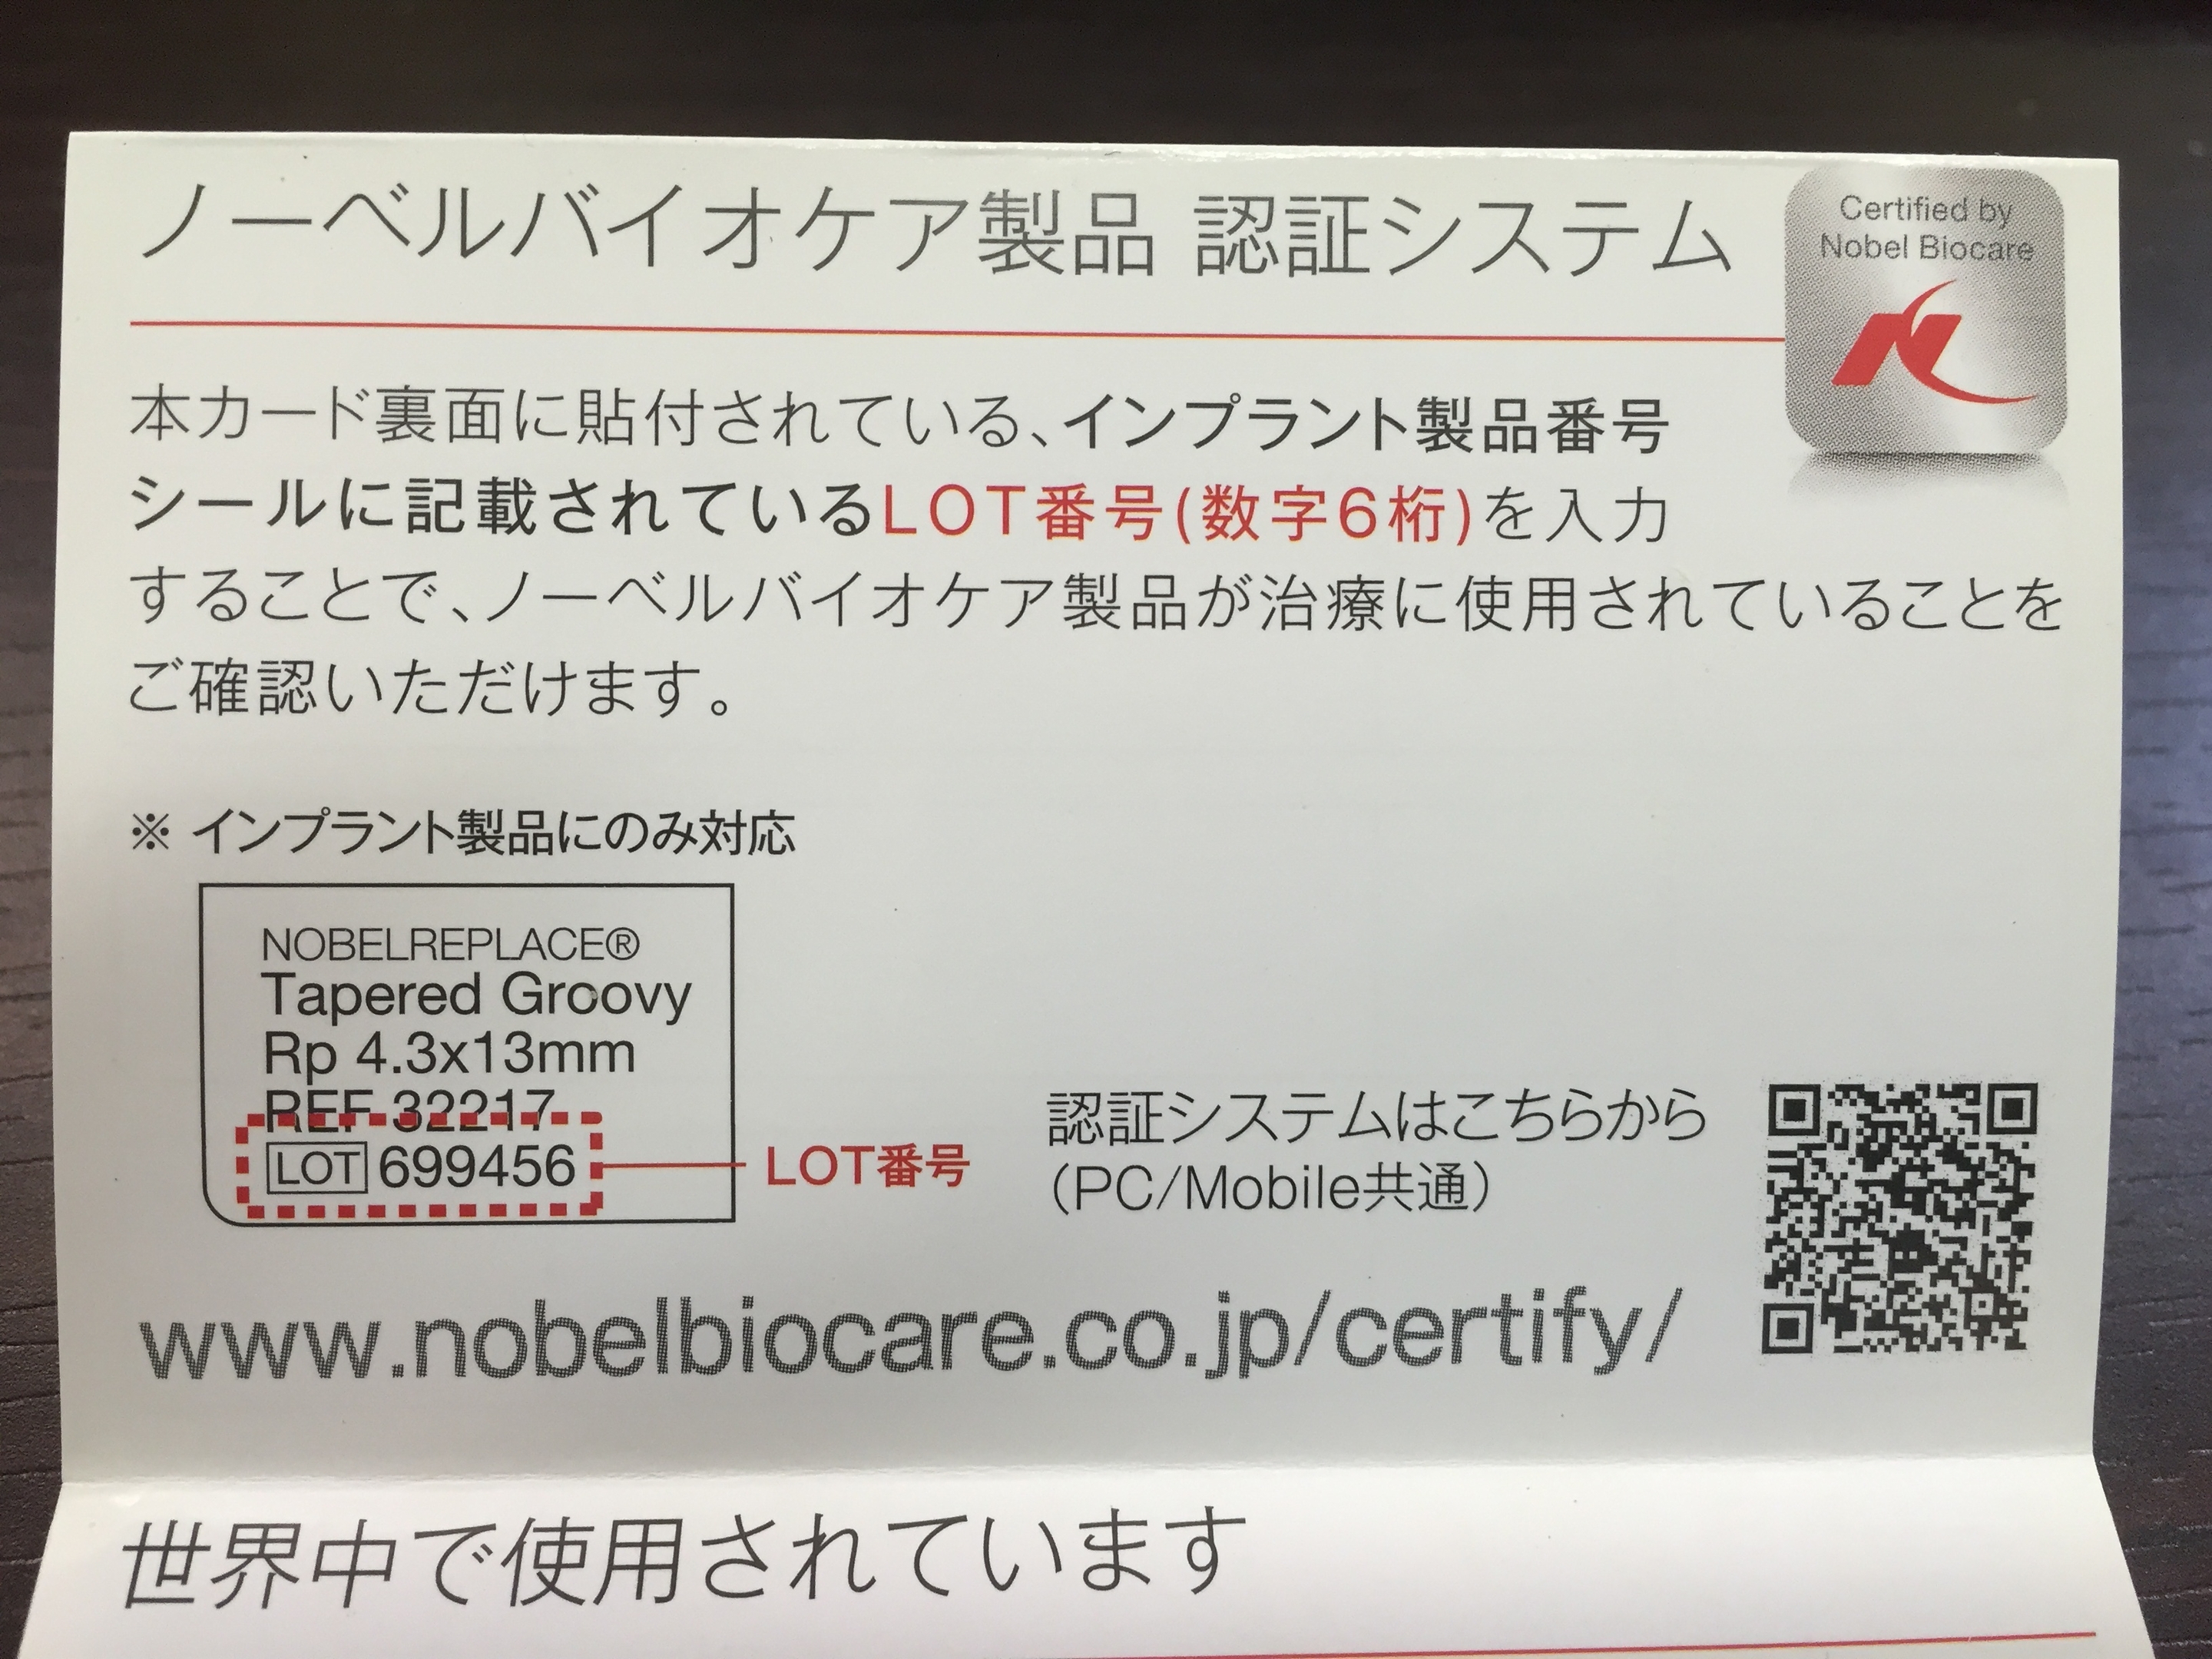 ノーベルバイオケア製品 認証システム
Certified by
Nobel Biocare
本カード裏面に貼付されている、インプラント製品番号
シールに記載されているLOT番号(数字6桁)を入力
することで、ノーベルバイオケア製品が治療に使用されていることを
ご確認いただけます。
※ インプラント製品にのみ対応
NOBELREPLACE®
Tapered Groovy
Rp 4.3x13mm
REF 32217
LOT 699456
LOT番号
認証システムはこちらから
(PC/Mobile共通)
www.nobelbiocare.co.jp/certify/
世界中で使用されています